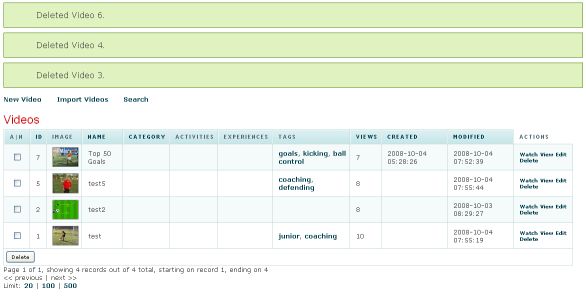 Deleted Video 6.
Deleted Video 4.
Deleted Video 3.
New Video Import Videos Search
Videos
A|N ID IMAGE NAME CATEGORY ACTIVITIES EXPERIENCES TAGS VIEWS CREATED MODIFIED ACTIONS
7 Top 50 Goals goals, kicking, ball control 7 2008-10-04 05:28:26 2008-10-04 07:52:39 Watch View Edit Delete
5 test5 coaching, defending 8 2008-10-04 07:55:44 Watch View Edit Delete
2 test2 8 2008-10-03 08:29:27 Watch View Edit Delete
1 test junior, coaching 10 2008-10-04 07:55:19 Watch View Edit Delete
Delete
Page 1 of 1, showing 4 records out of 4 total, starting on record 1, ending on 4
<< previous | next >>
Limit: 20 | 100 | 500